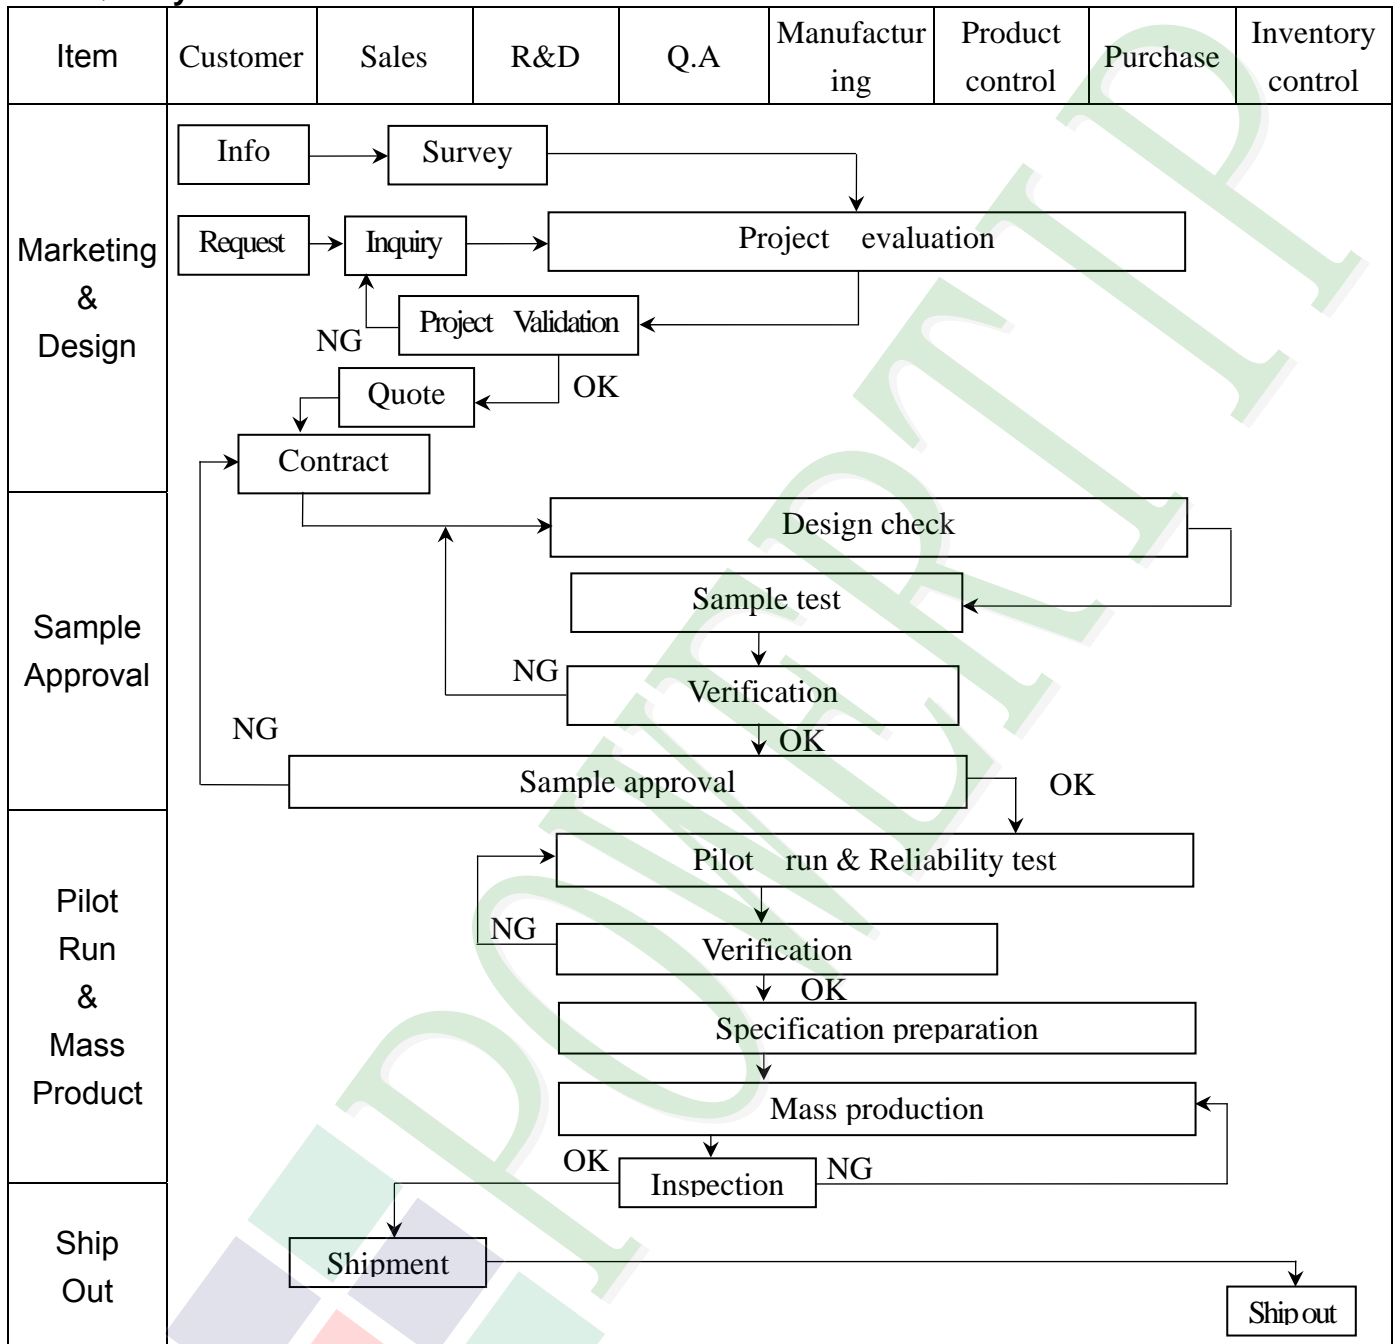 Item
Customer
Sales
R&D
Q.A
Manufactur
ing
Product
control
Purchase
Inventory
control
Marketing
&
Design
Info
Survey
Request
Inquiry
Project evaluation
Project Validation
NG
OK
Quote
Contract
Sample
Approval
Design check
Sample test
NG
Verification
NG
OK
Sample approval
OK
Pilot
Run
&
Mass
Product
Pilot run & Reliability test
NG
Verification
OK
Specification preparation
Mass production
OK
Inspection
NG
Ship
Out
Shipment
Ship out
POWERTIP